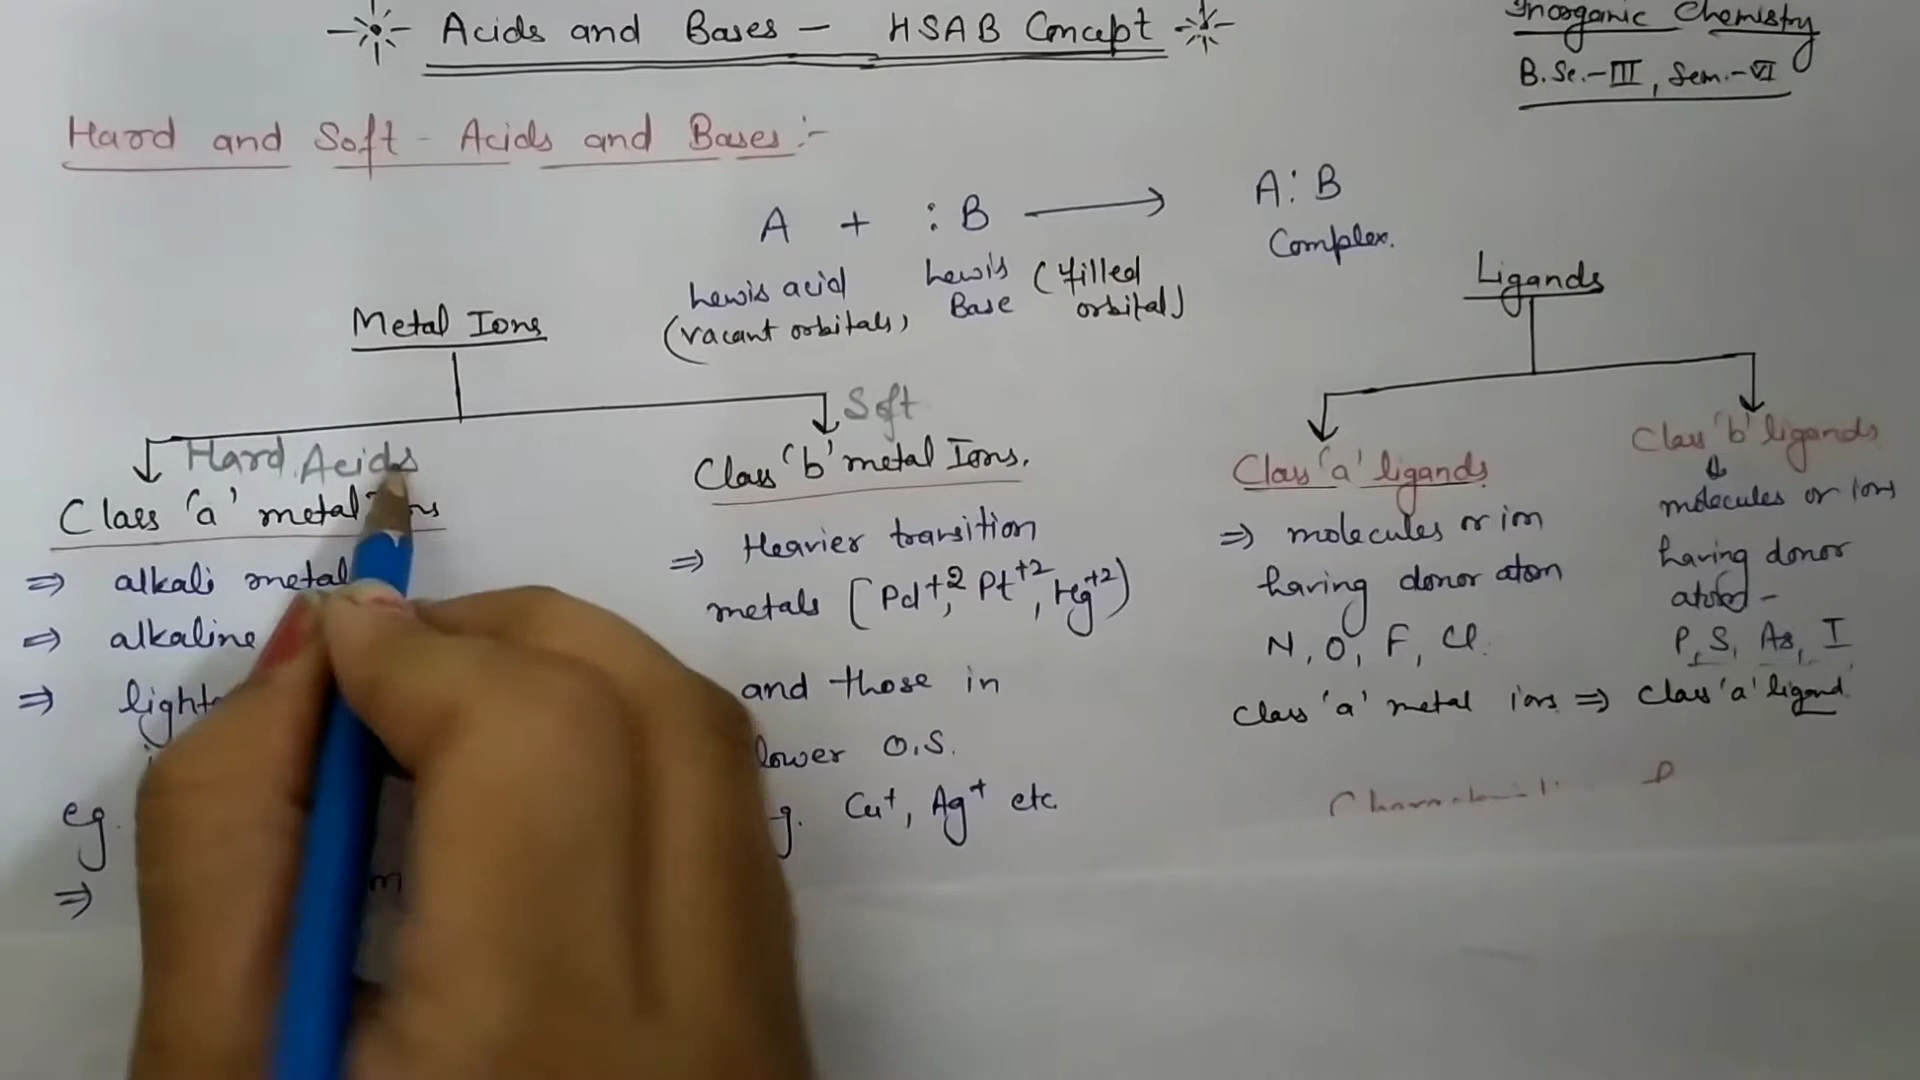 Acids and Bases - HSAB Concept
Inorganic Chemistry
B.Sc.-III, Sem.-VI
Hard and Soft - Acids and Bases :-
A + :B ⟶ A:B
Complex.
Lewis acid
(vacant orbitals)
Lewis Base (filled orbital)
Metal Ions
Hard Acids
Class 'a' metal Ions
⇒ alkali metal
⇒ alkaline
⇒
eg.
⇒
Soft
Class 'b' metal Ions.
⇒ Heavier transition
metals [Pd+2, Pt+2, Hg+2)
and those in
lower O.S.
Cu+, Ag+ etc
Ligands
Class 'a' ligands
⇒ molecules or ion
having donor atom
N, O, F, Cl.
Class 'b' ligands
molecules or ions
having donor
P, S, As, I
Class 'a' metal ions ⇒ Class 'a' ligand